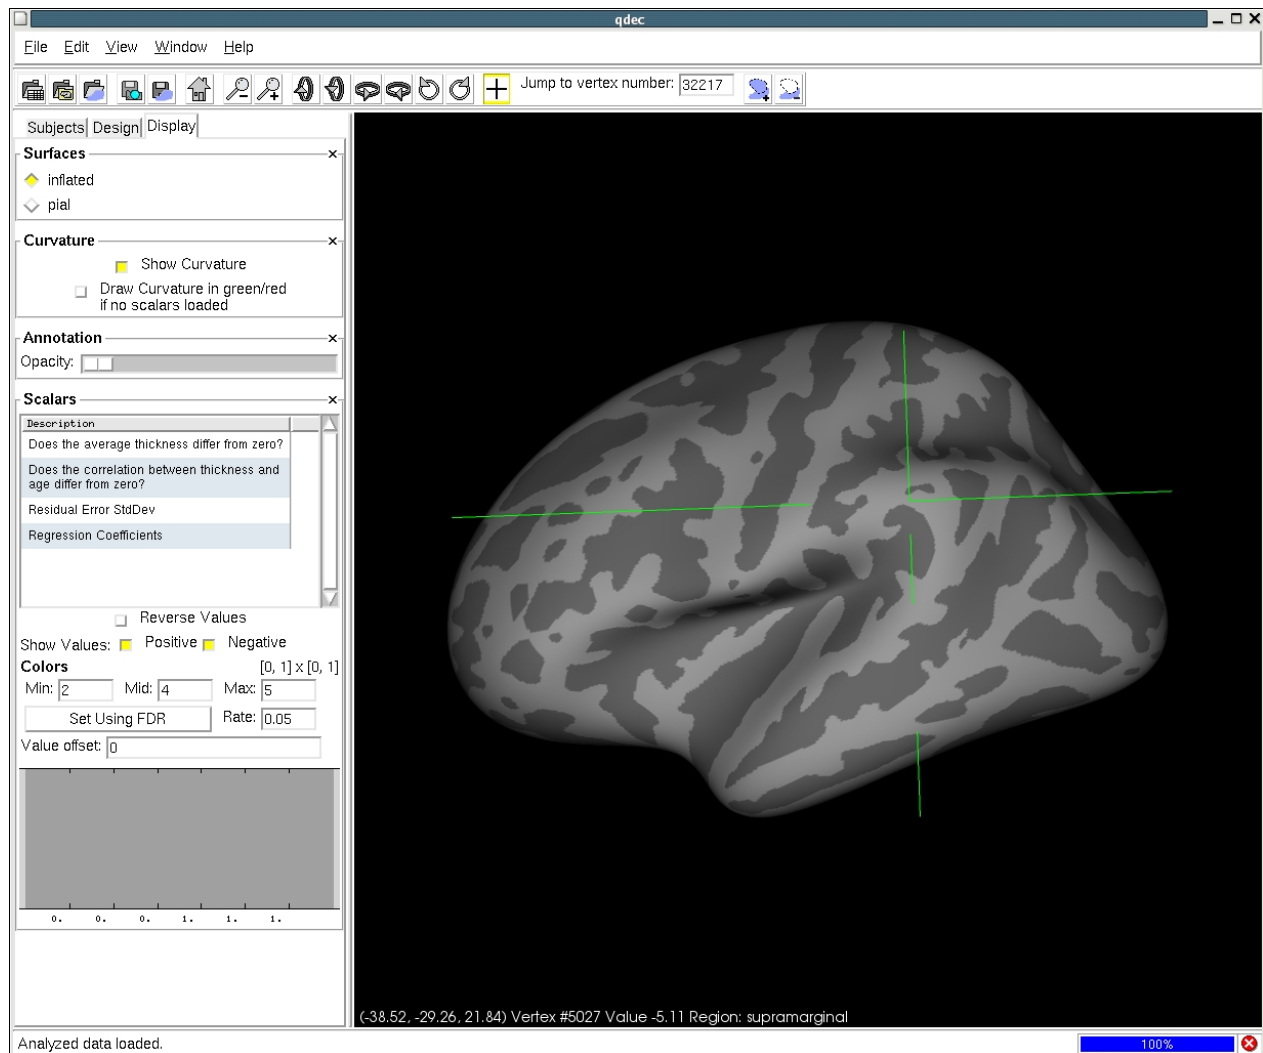 qdec
File Edit View Window Help
Jump to vertex number: 32217
Subjects Design Display
Surfaces
inflated
pial
Curvature
Show Curvature
Draw Curvature in green/red
if no scalars loaded
Annotation
Opacity:
Scalars
Description
Does the average thickness differ from zero?
Does the correlation between thickness and
age differ from zero?
Residual Error StdDev
Regression Coefficients
Reverse Values
Show Values: Positive Negative
Colors [0, 1] x [0, 1]
Min: 2 Mid: 4 Max: 5
Set Using FDR Rate: 0.05
Value offset: 0
0. 0. 0. 1. 1. 1.
(-38.52, -29.26, 21.84) Vertex #5027 Value -5.11 Region: supramarginal
Analyzed data loaded. 100%